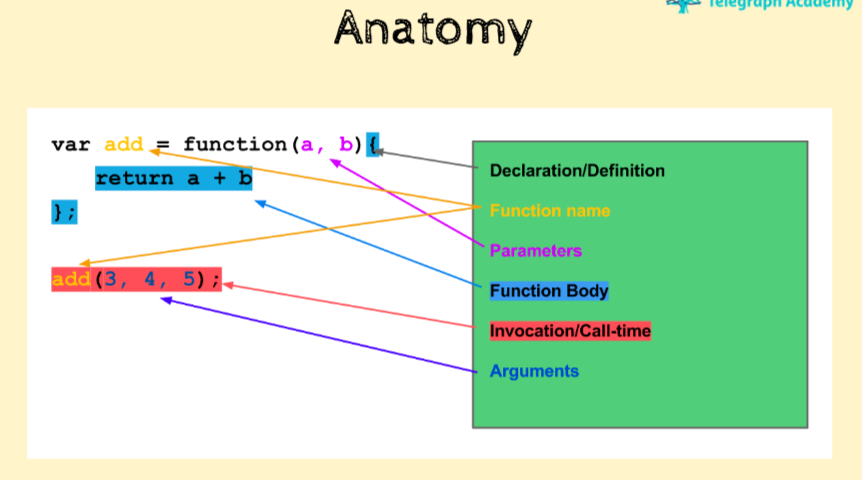 Telegraph Academy
Anatomy
var add = function(a, b){
return a + b
};
add(3, 4, 5);
Declaration/Definition
Function name
Parameters
Function Body
Invocation/Call-time
Arguments